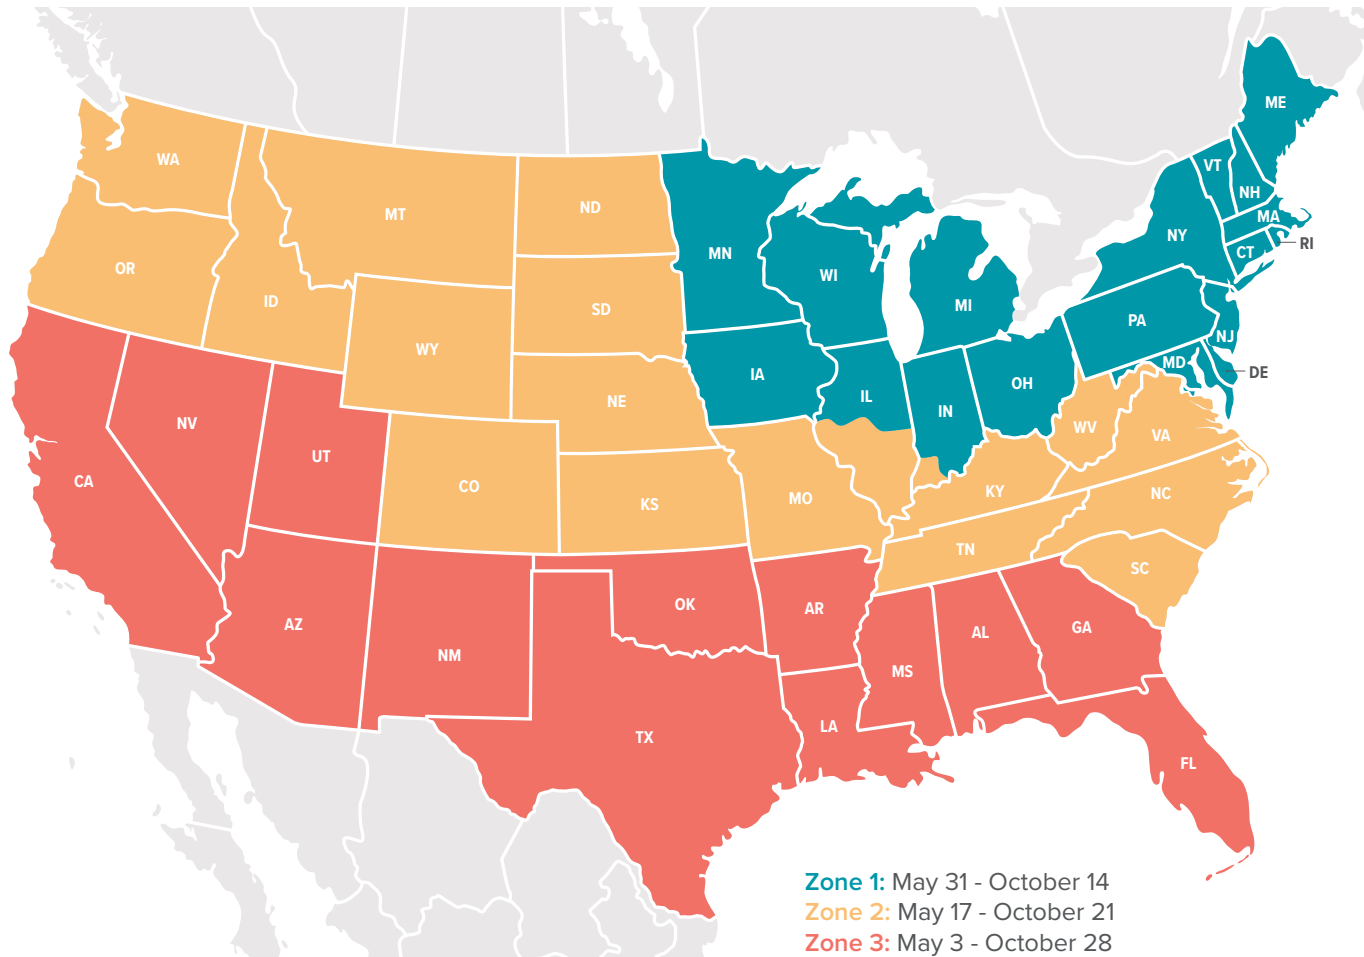 ME
WA
VT
NH
MT
ND
MA
NY
RI
MN
CT
OR
WI
ID
MI
SD
PA
NJ
WY
MD
DE
IA
OH
NE
IL
IN
NV
WV
VA
UT
CA
CO
KY
NC
MO
KS
TN
SC
OK
AR
AZ
GA
AL
NM
MS
LA
TX
FL
Zone 1: May 31 - October 14
Zone 2: May 17 - October 21
Zone 3: May 3 - October 28